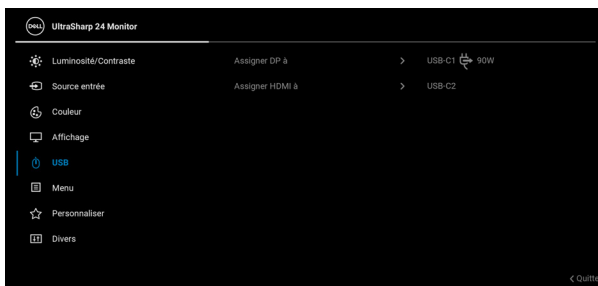 DELL UltraSharp 24 Monitor
Luminosité/Contraste Assigner DP à > USB-C1 90W
Source entrée Assigner HDMI à > USB-C2
Couleur
Affichage
USB
Menu
Personnaliser
Divers
< Quitte